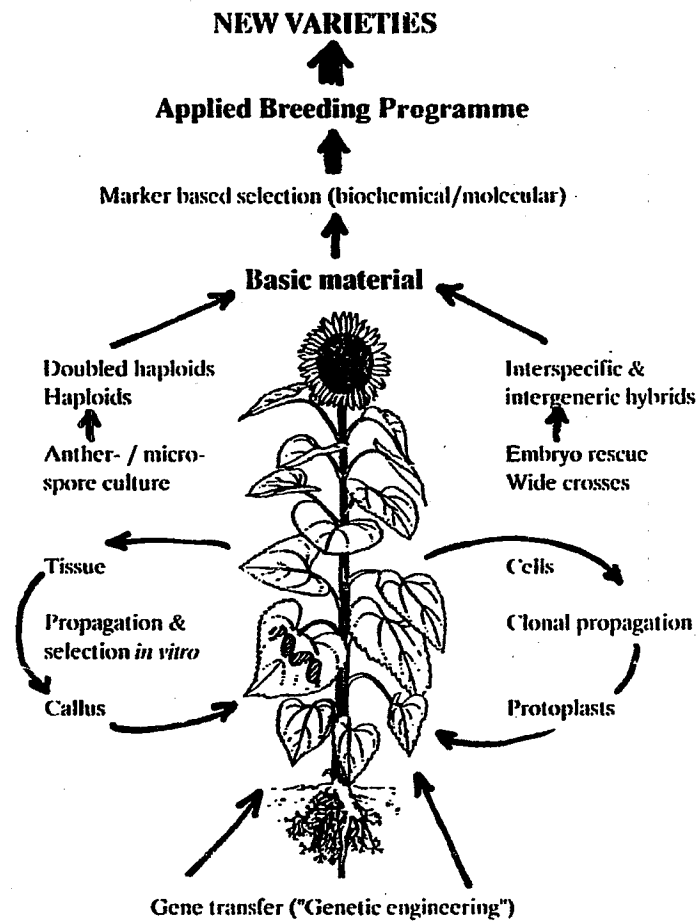 NEW VARIETIES
Applied Breeding Programme
Marker based selection (biochemical/molecular)
Basic material
Doubled haploids
Haploids
Interspecific &
intergeneric hybrids
Anther- / micro-
spore culture
Embryo rescue
Wide crosses
Tissue
Cells
Propagation &
selection in vitro
Clonal propagation
Callus
Protoplasts
Gene transfer ("Genetic engineering")